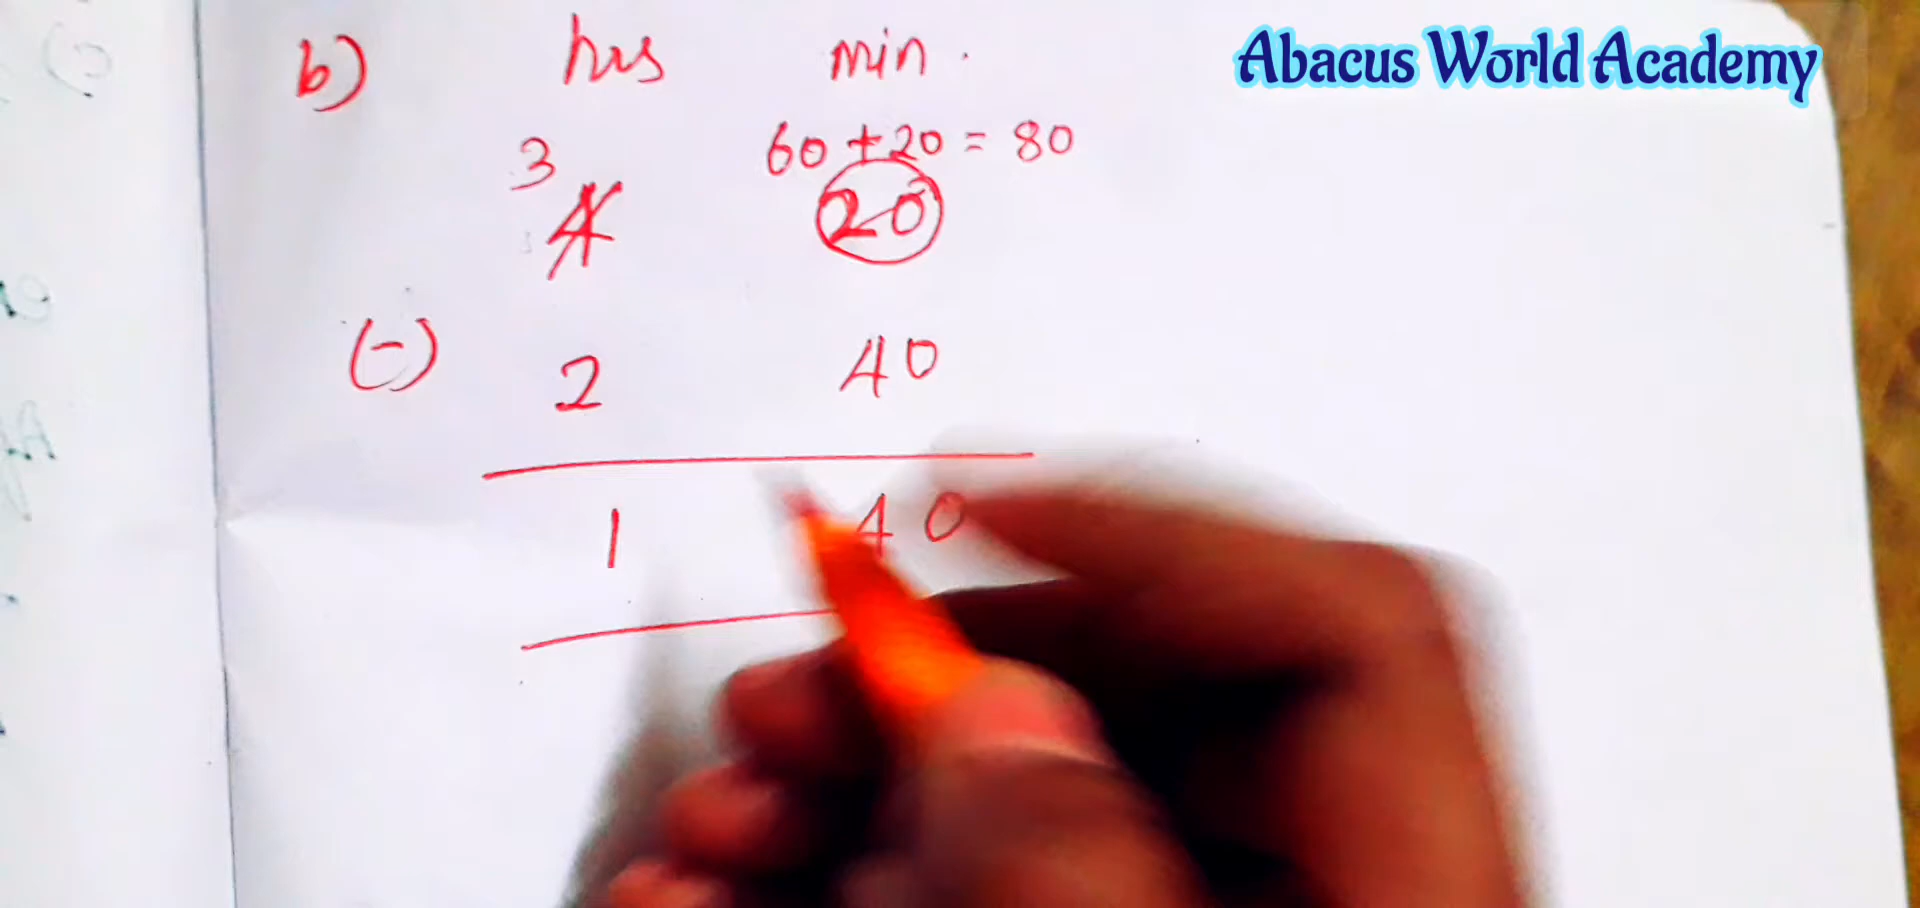 Abacus World Academy
b) hrs min.
60 + 20 = 80
3
4 20
(-) 2 40
1 40